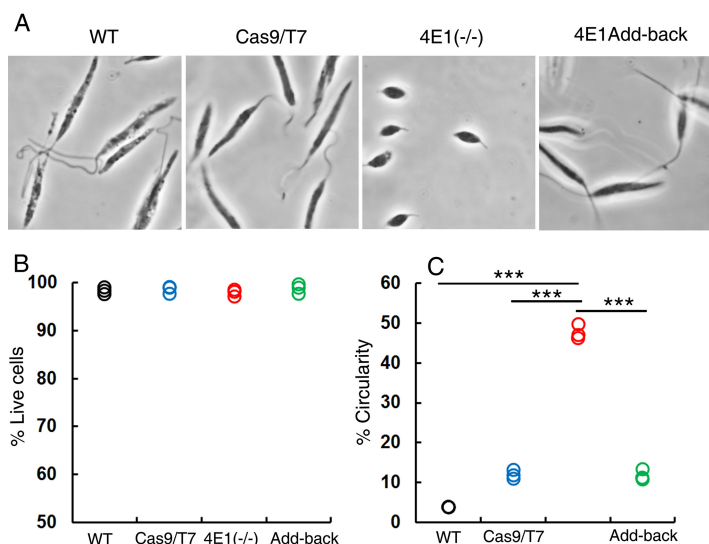 A
WT
Cas9/T7
4E1(-/-)
4E1Add-back
B
% Live cells
100
90
80
70
60
50
WT
Cas9/T7
4E1(-/-)
Add-back
C
% Circularity
60
50
40
30
20
10
0
***
***
***
WT
Cas9/T7
Add-back